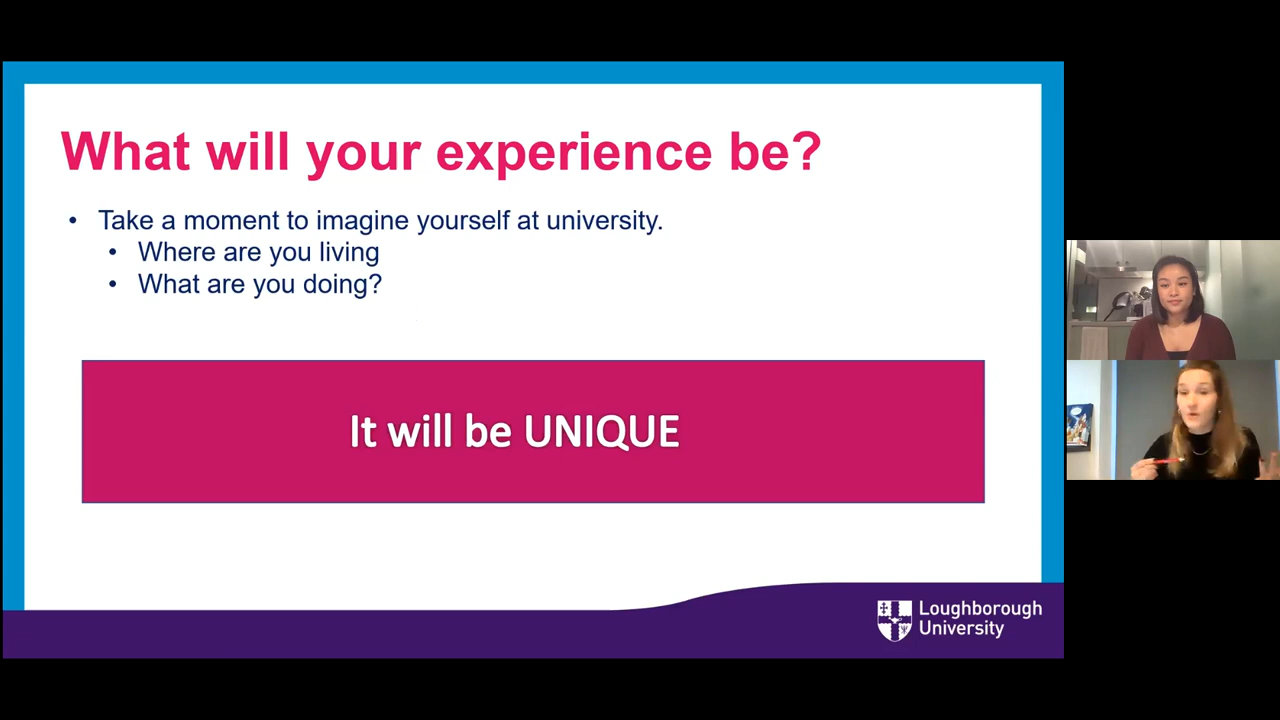 What will your experience be?
• Take a moment to imagine yourself at university.
• Where are you living
• What are you doing?
It will be UNIQUE
Loughborough
University